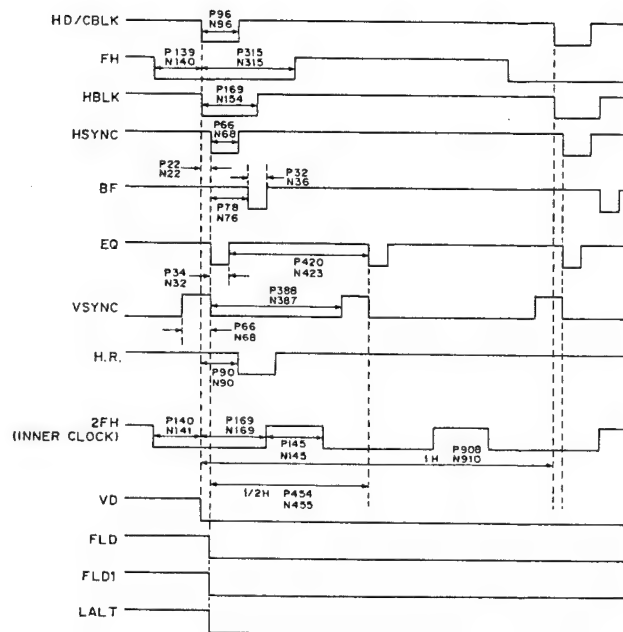 HD/CBLK
P96
N96
P139
N140
P315
N315
FH
HBLK
P169
N154
HSYNC
P66
N68
P22
N22
P32
N36
BF
P78
N76
EQ
P420
N423
P34
N32
P388
N387
VSYNC
P66
N68
H.R.
P90
N90
2FH
(INNER CLOCK)
P140
N141
P169
N169
P145
N145
1H
P908
N910
1/2H
P454
N455
VD
FLD
FLD1
LALT